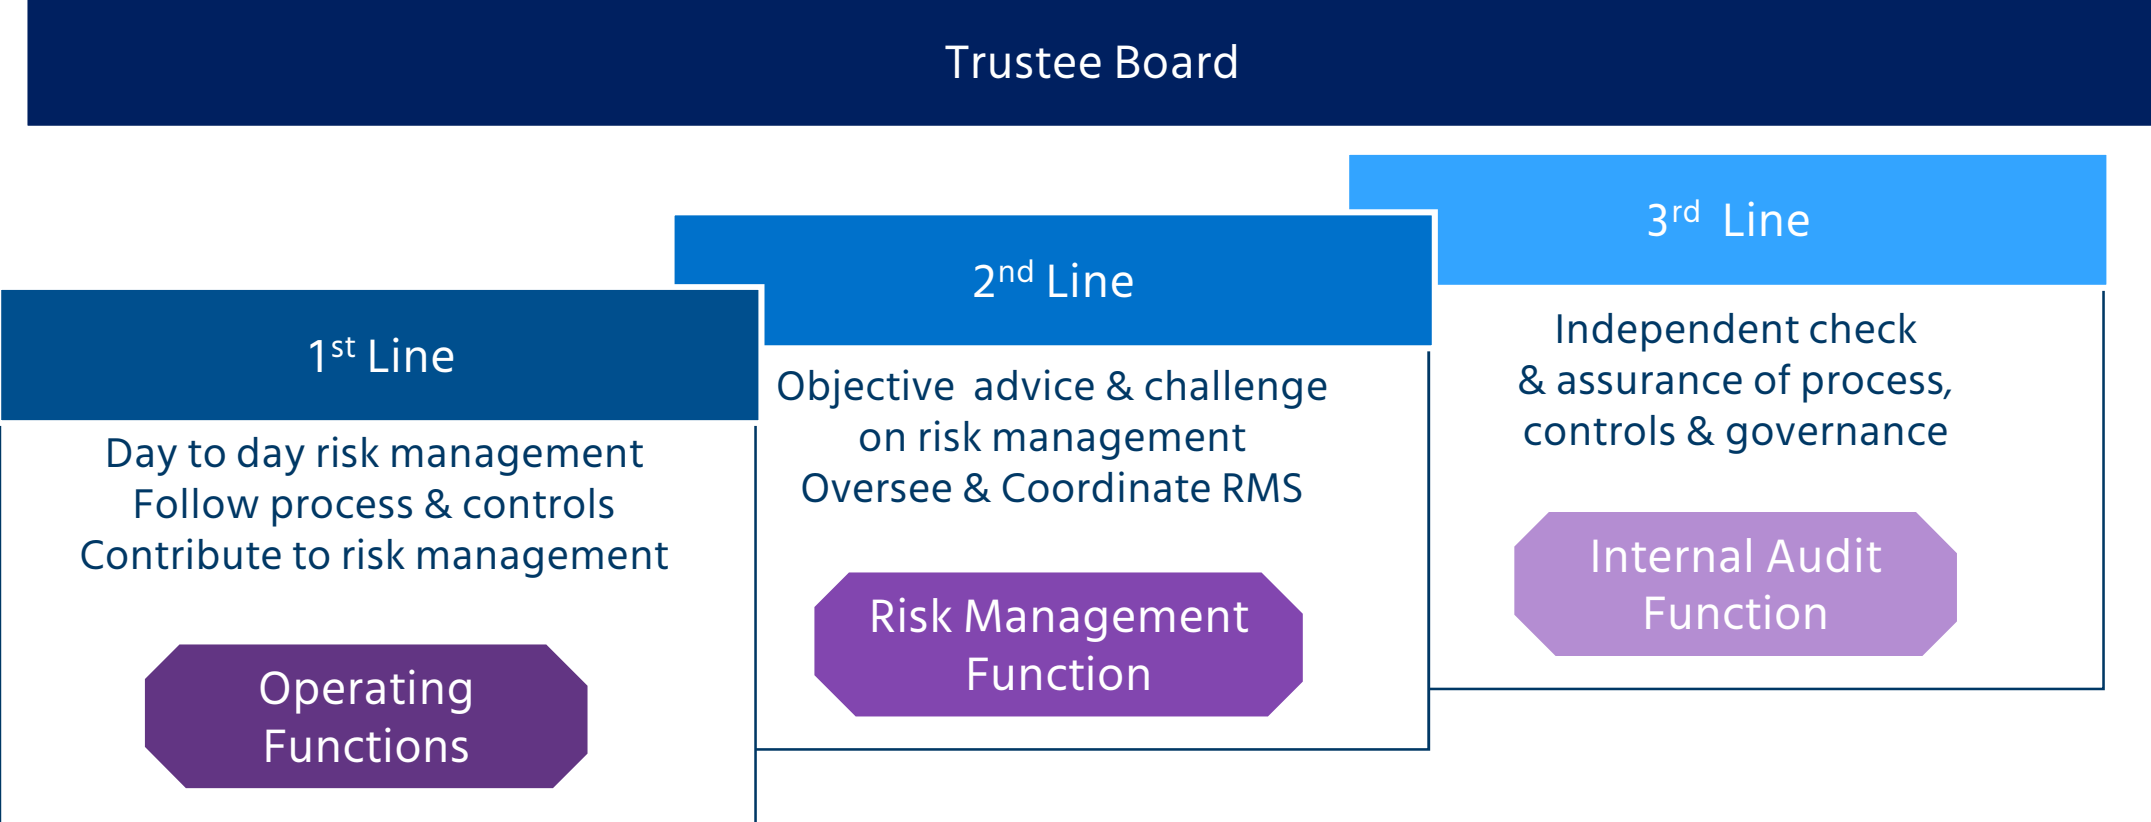 Trustee Board
1st Line
Day to day risk management
Follow process & controls
Contribute to risk management
Operating
Functions
2nd Line
Objective advice & challenge
on risk management
Oversee & Coordinate RMS
Risk Management
Function
3rd Line
Independent check
& assurance of process,
controls & governance
Internal Audit
Function